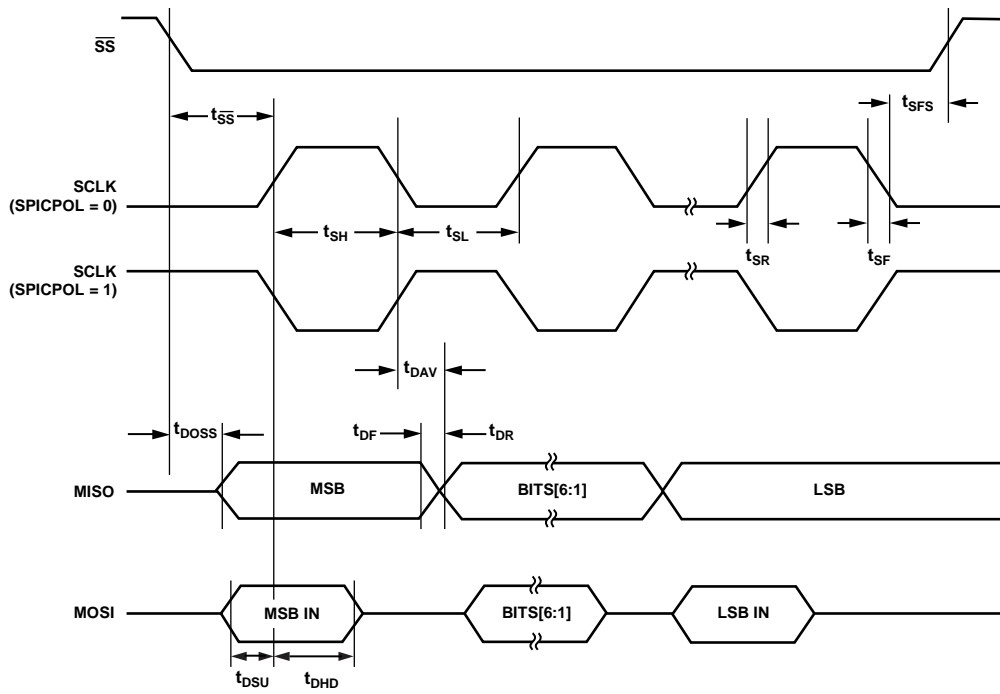 SS
tSS
tSFS
SCLK
(SPICPOL = 0)
tSH
tSL
tSR
tSF
SCLK
(SPICPOL = 1)
tDAV
tDOSS
tDF
tDR
MISO
MSB
BITS[6:1]
LSB
MOSI
MSB IN
BITS[6:1]
LSB IN
tDSU
tDHD